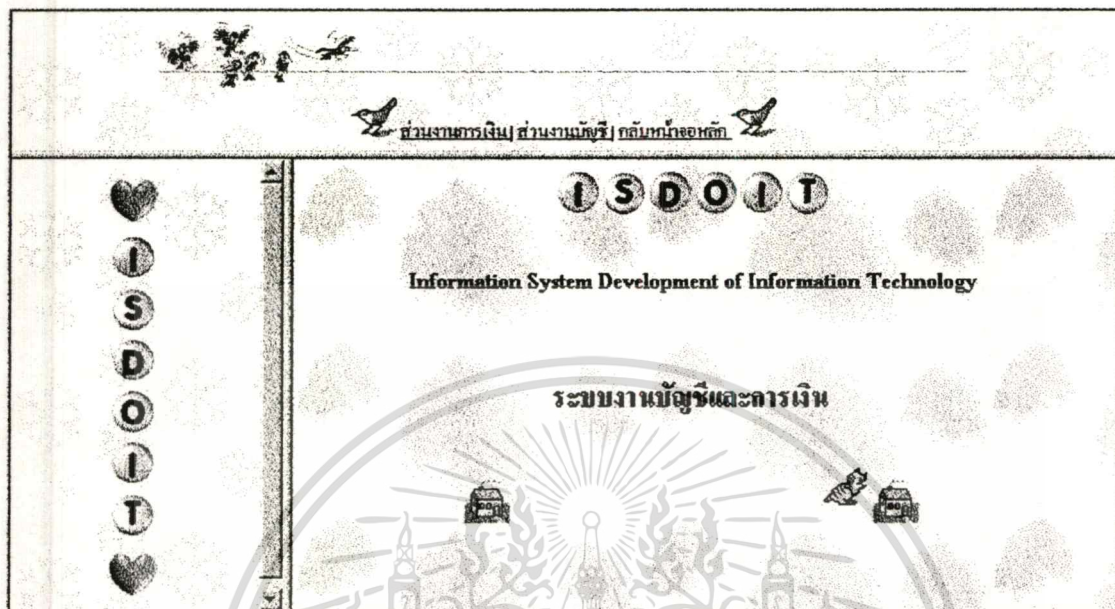 ส่วนงานการเงิน| ส่วนงานบัญชี| กลับหน้าจอหลัก
I
S
D
O
I
T
I S D O I T
Information System Development of Information Technology
ระบบงานบัญชีและการเงิน